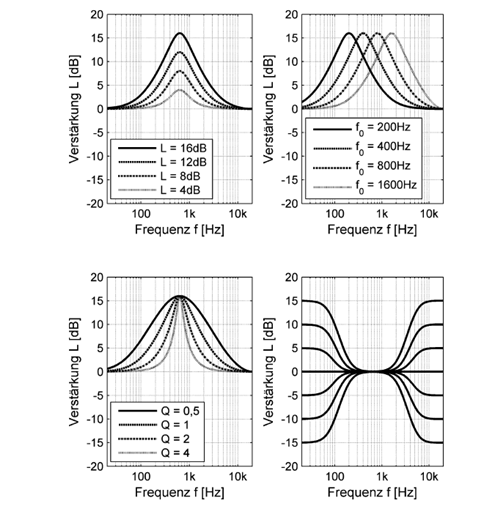 20
15
10
5
0
-5
-10
-15
-20
Verstärkung L [dB]
L = 16dB
L = 12dB
L = 8dB
L = 4dB
100
1k
10k
Frequenz f [Hz]
20
15
10
5
0
-5
-10
-15
-20
Verstärkung L [dB]
f0 = 200Hz
f0 = 400Hz
f0 = 800Hz
f0 = 1600Hz
100
1k
10k
Frequenz f [Hz]
20
15
10
5
0
-5
-10
-15
-20
Verstärkung L [dB]
Q = 0,5
Q = 1
Q = 2
Q = 4
100
1k
10k
Frequenz f [Hz]
20
15
10
5
0
-5
-10
-15
-20
Verstärkung L [dB]
100
1k
10k
Frequenz f [Hz]